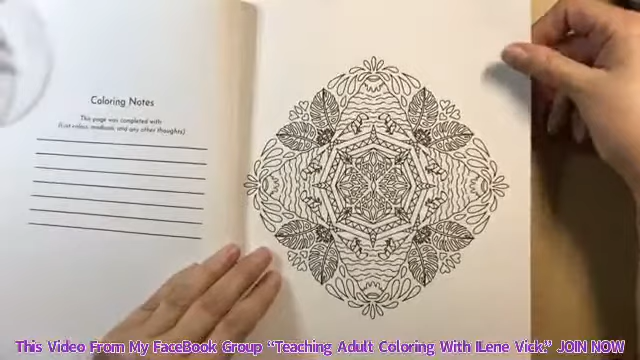 Coloring Notes
This page was completed with
(List colors, mediums, and any other thoughts)
This Video From My FaceBook Group “Teaching Adult Coloring With ILene Vick” JOIN NOW